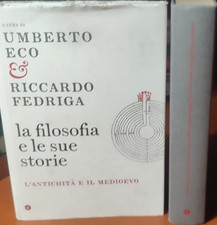 A CURA DI
UMBERTO
ECO
&
RICCARDO
FEDRIGA
la filosofia
e le sue
storie
L'ANTICHITÀ E IL MEDIOEVO